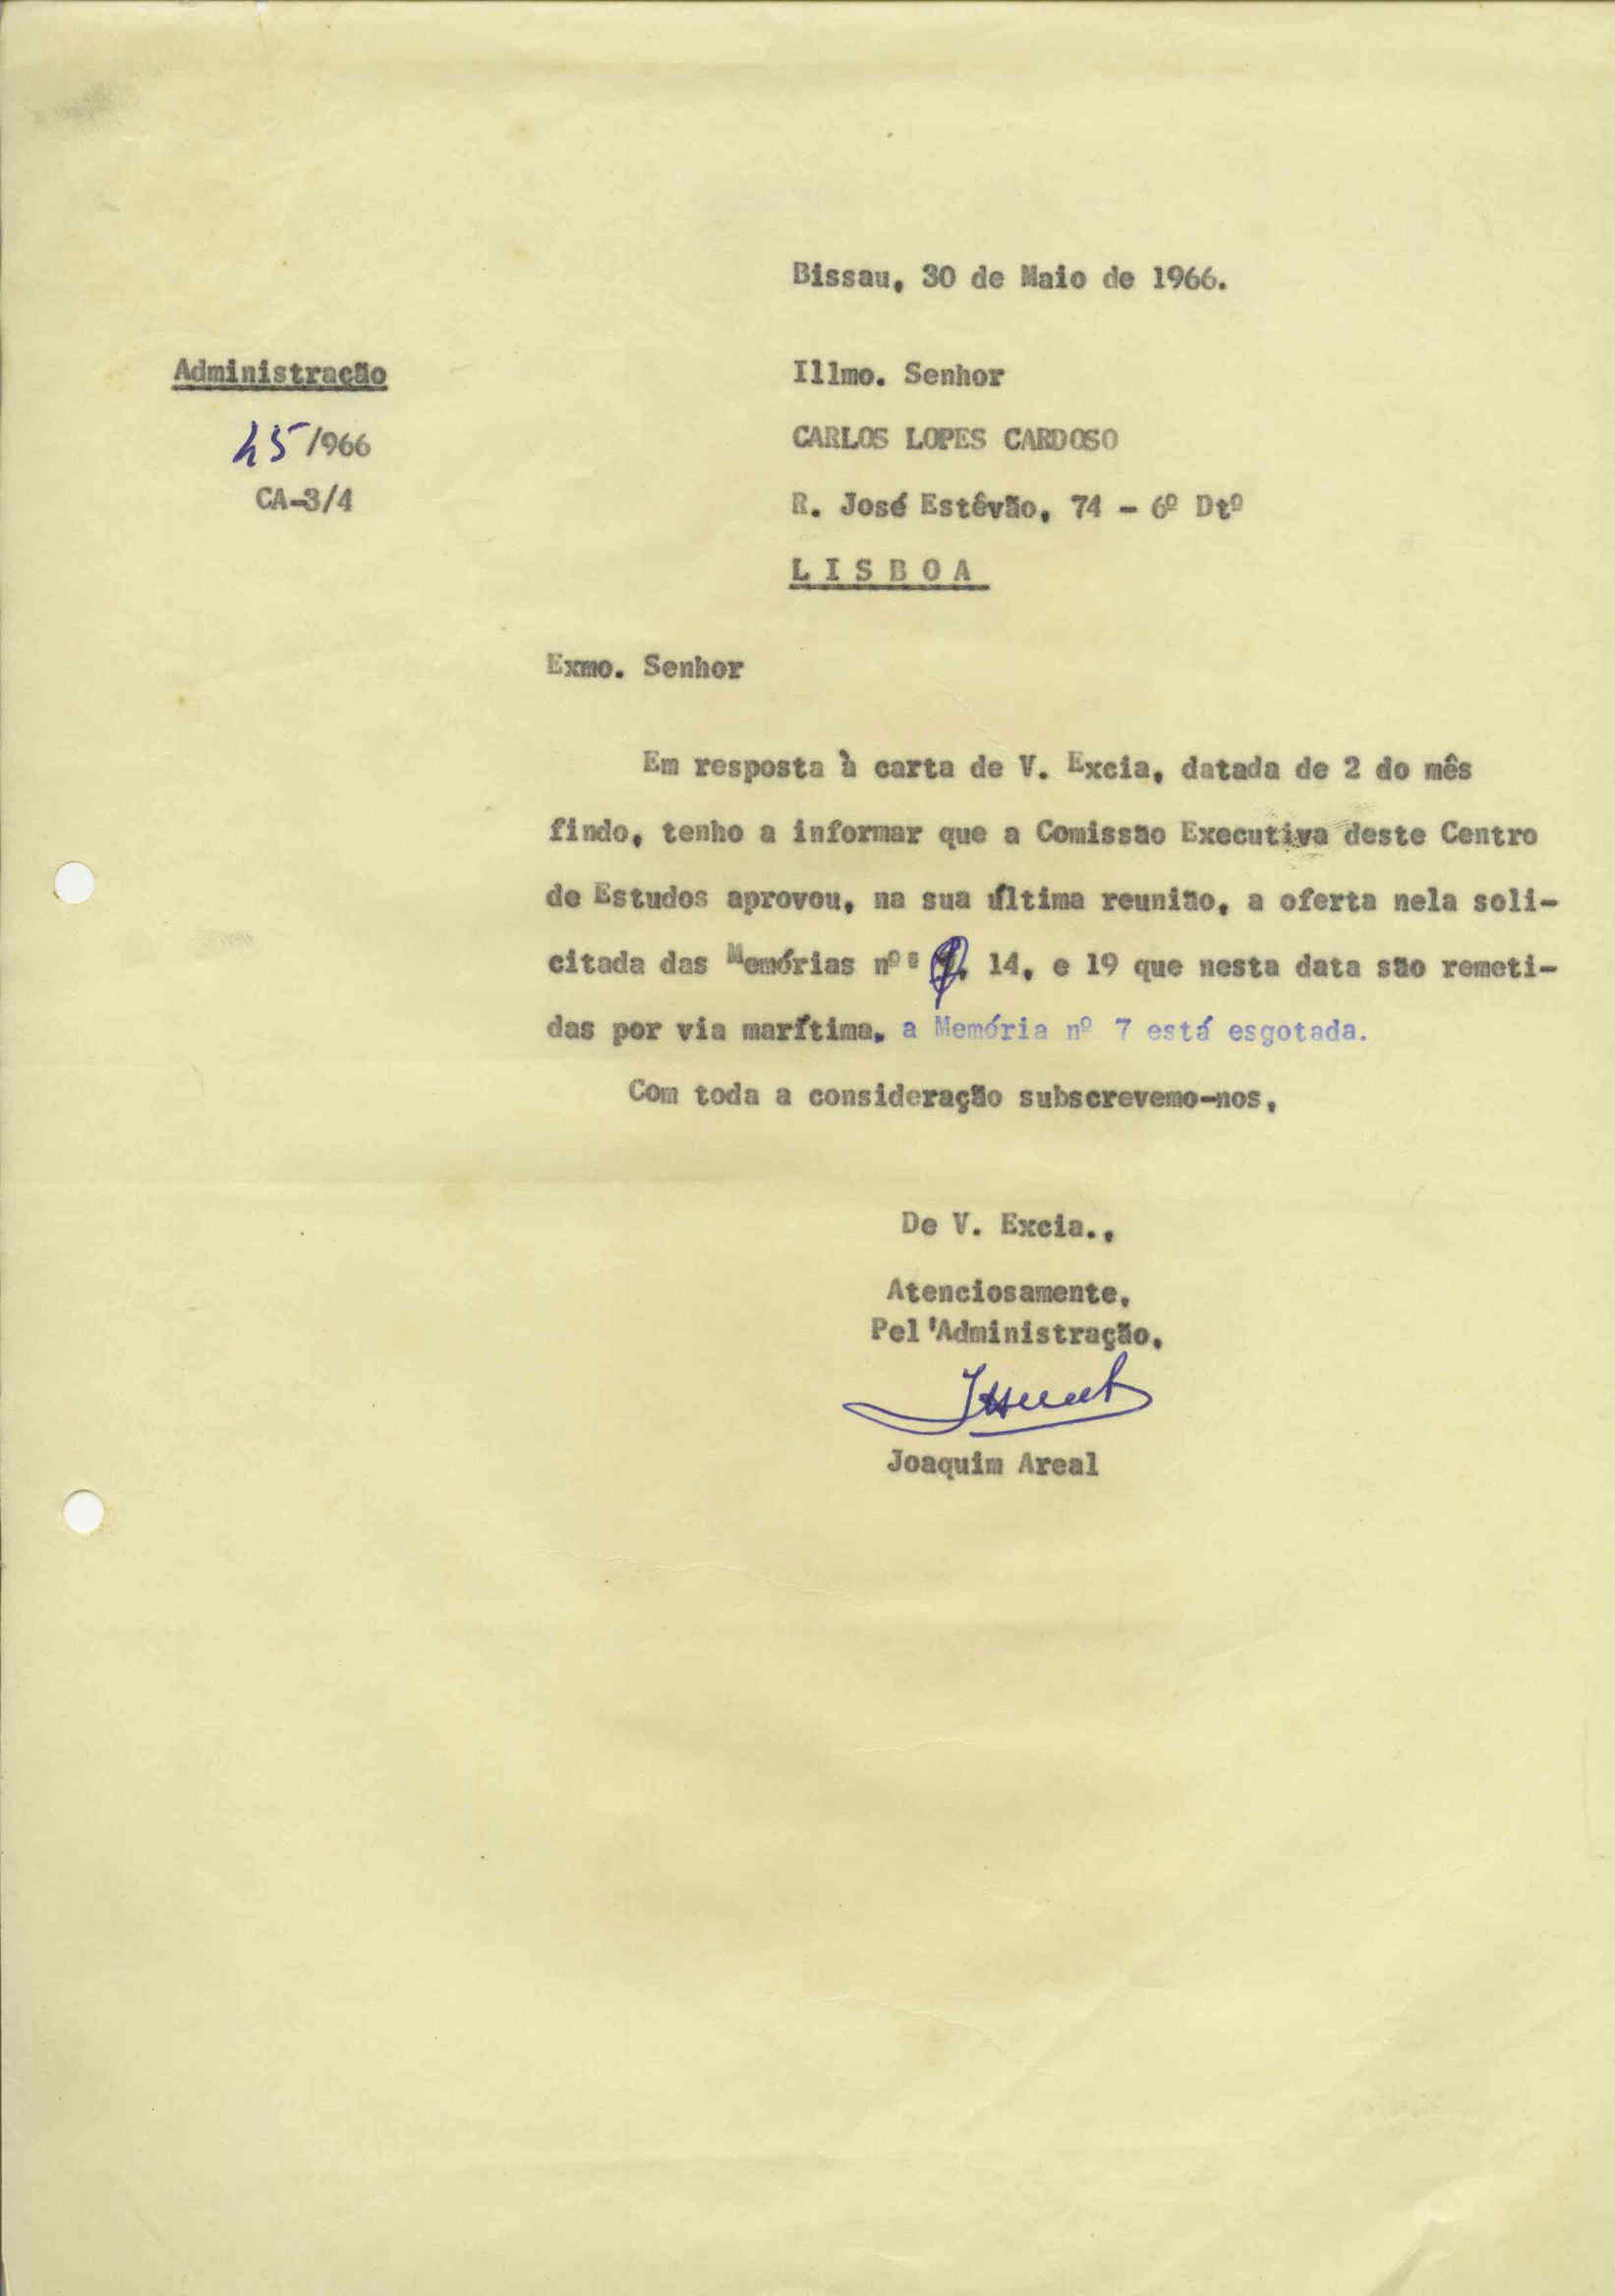 Bissau, 30 de Maio de 1966.
Administração
Illmo. Senhor
45/966
CARLOS LOPES CARDOSO
CA-3/4
R. José Estêvão, 74 - 6º Dtº
L I S B O A
Exmo. Senhor
Em resposta à carta de V. Excia, datada de 2 do mês
findo, tenho a informar que a Comissao Executiva deste Centro
de Estudos aprovou, na sua última reunião, a oferta nela soli-
citada das Memórias nºs 14, e 19 que nesta data são remeti-
das por via marítima, a Memória nº 7 está esgotada.
Com toda a consideração subscrevemo-nos,
De V. Excia.,
Atenciosamente,
Pel'Administração,
Joaquim Areal